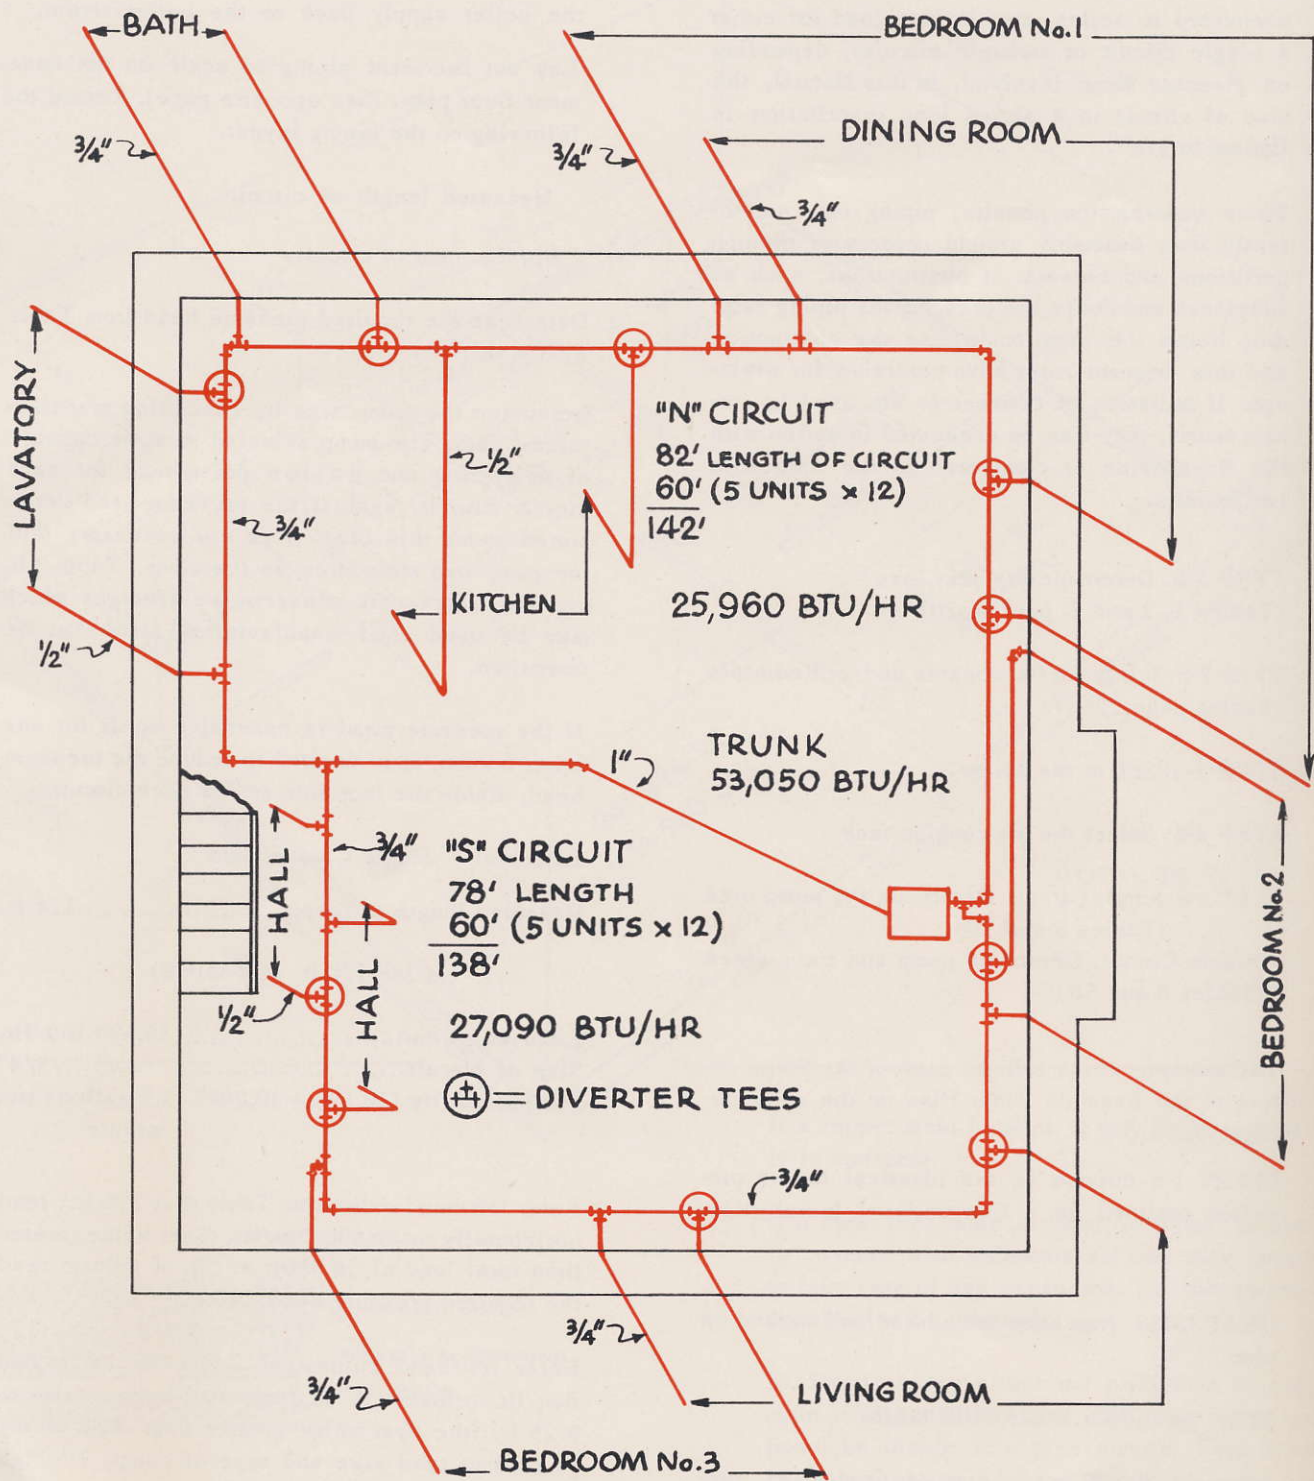 BATH
BEDROOM No.1
3/4"
3/4"
DINING ROOM
3/4"
LAVATORY
"N" CIRCUIT
82' LENGTH OF CIRCUIT
60' (5 UNITS x 12)
142'
1/2"
3/4"
KITCHEN
25,960 BTU/HR
1/2"
TRUNK
53,050 BTU/HR
1"
3/4"
"S" CIRCUIT
78' LENGTH
60' (5 UNITS x 12)
138'
HALL
HALL
1/2"
27,090 BTU/HR
BEDROOM No.2
= DIVERTER TEES
3/4"
3/4"
3/4"
LIVING ROOM
BEDROOM No.3